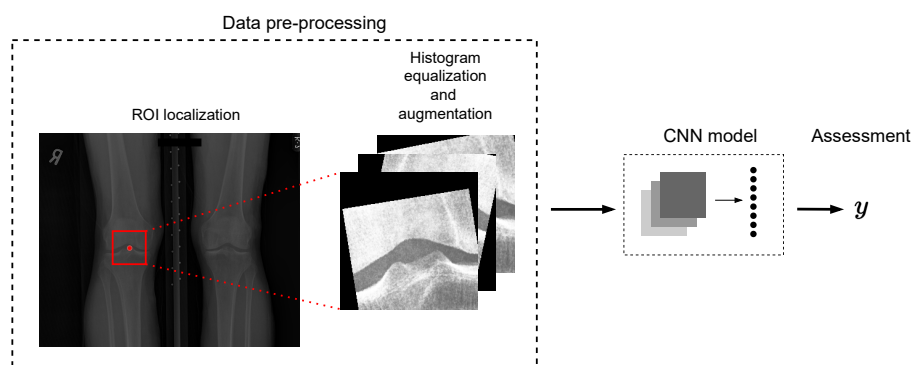 Data pre-processing
Histogram
equalization
and
augmentation
ROI localization
R
CNN model
Assessment
y